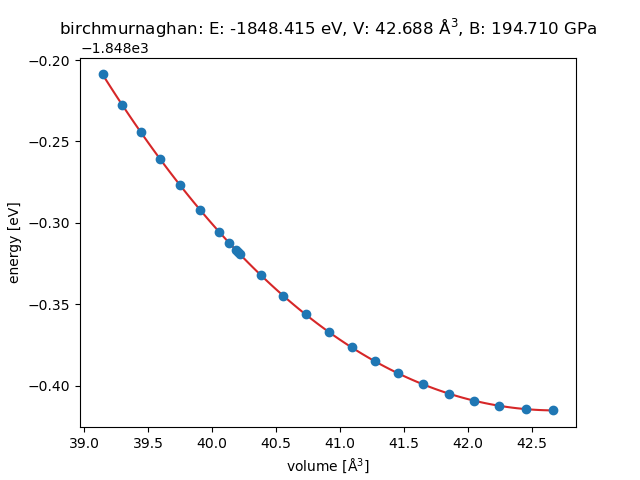 birchmurnaghan: E: -1848.415 eV, V: 42.688 Å³, B: 194.710 GPa
−1.848e3
−0.20
−0.25
−0.30
−0.35
−0.40
energy [eV]
39.0 39.5 40.0 40.5 41.0 41.5 42.0 42.5
volume [Å³]